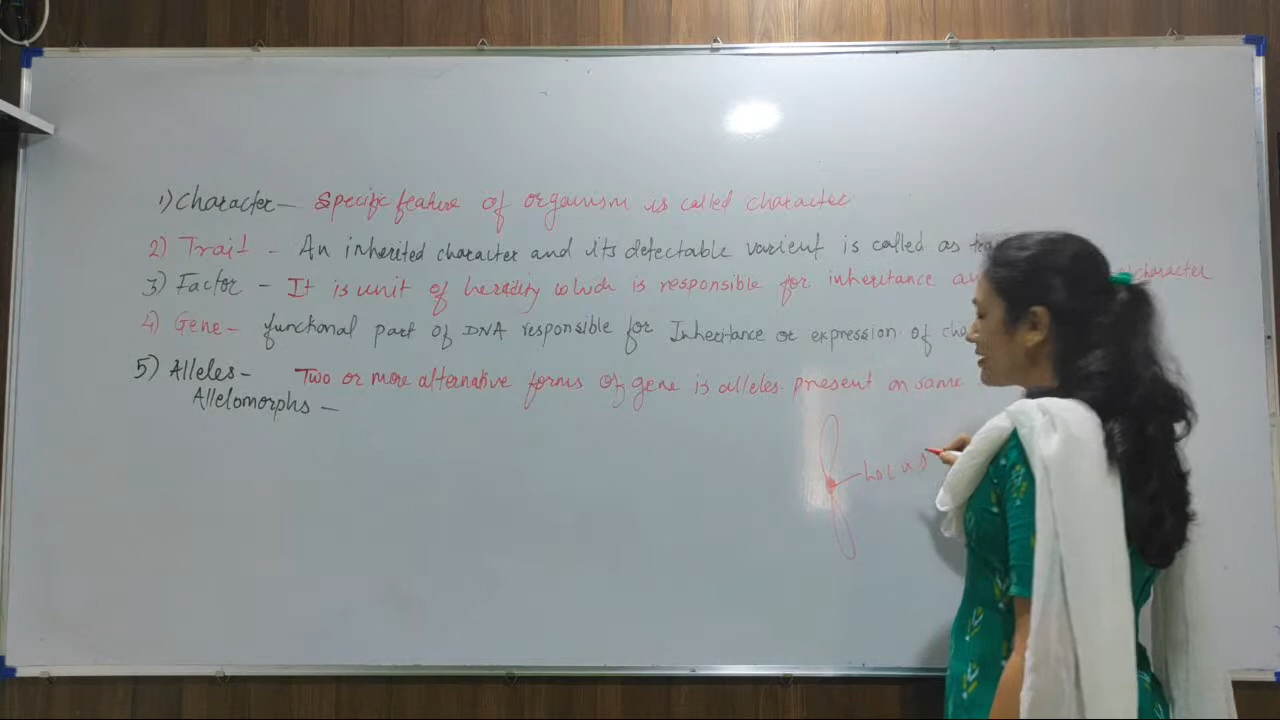 1) Character - Specific feature of organism is called character
2) Trait - An inherited character and its detectable varient is called as
3) Factor - It is unit of heridity which is responsible for inheritance character
4) Gene - functional part of DNA responsible for Inheritance or expression of
5) Alleles - Two or more alternative forms of gene is alleles. present on same
Allelomorphs -
Locus